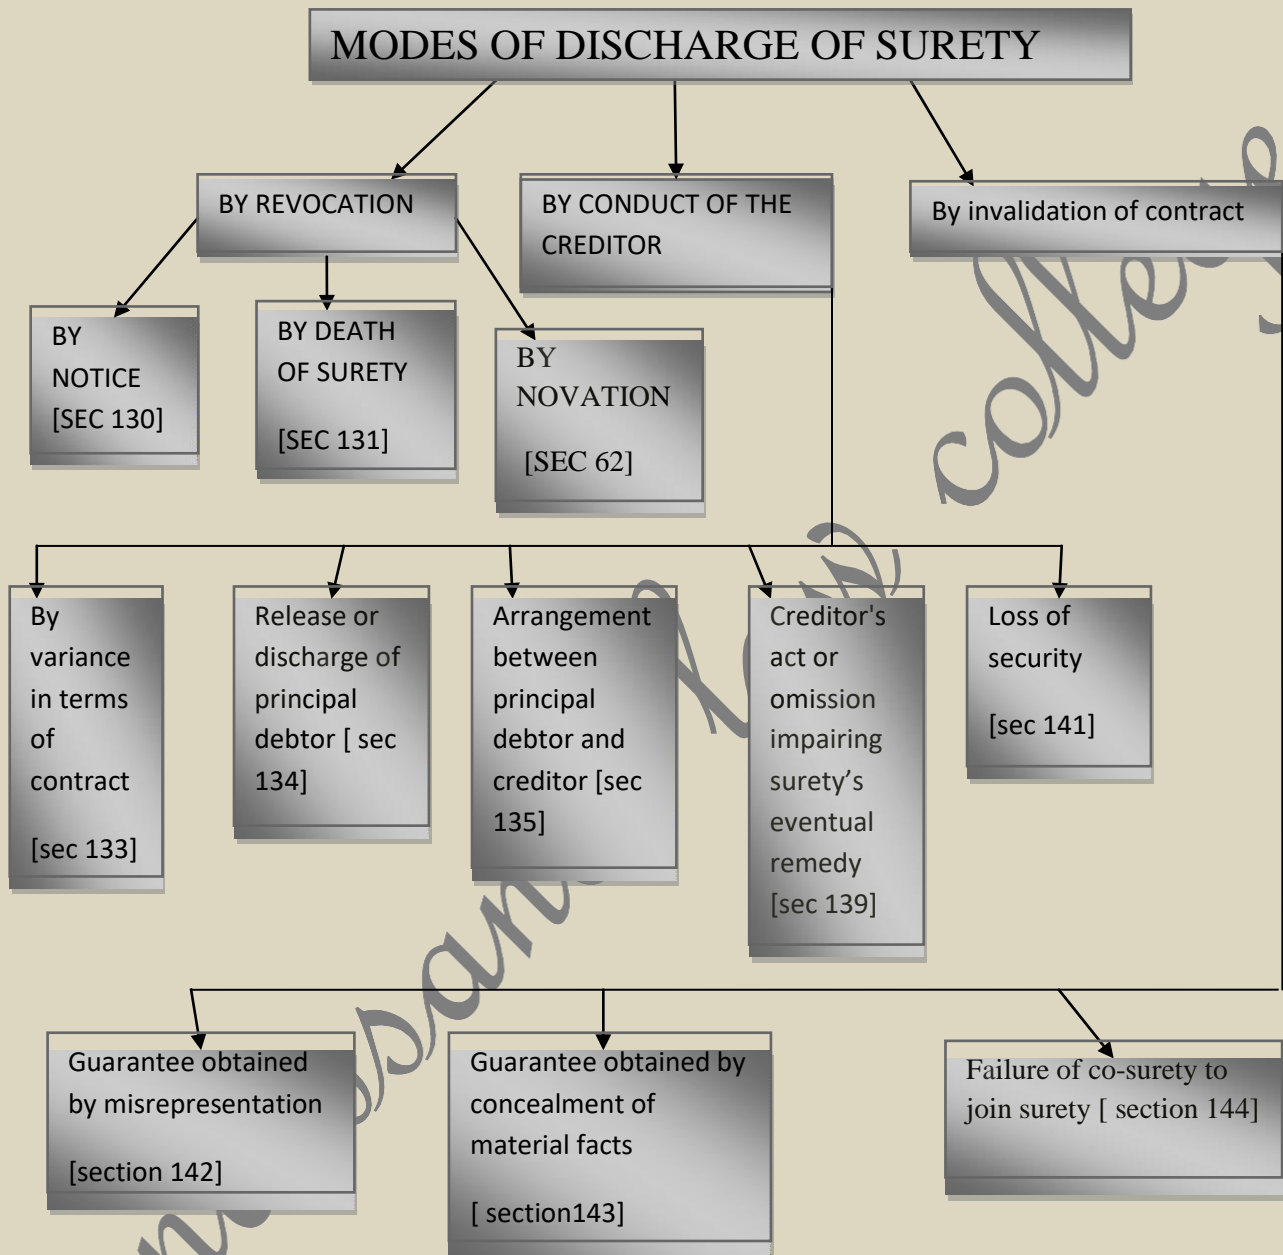 MODES OF DISCHARGE OF SURETY
BY REVOCATION
BY CONDUCT OF THE
CREDITOR
By invalidation of contract
BY
NOTICE
[SEC 130]
BY DEATH
OF SURETY
[SEC 131]
BY
NOVATION
[SEC 62]
By
variance
in terms
of
contract
[sec 133]
Release or
discharge of
principal
debtor [ sec
134]
Arrangement
between
principal
debtor and
creditor [sec
135]
Creditor's
act or
omission
impairing
surety’s
eventual
remedy
[sec 139]
Loss of
security
[sec 141]
Guarantee obtained
by misrepresentation
[section 142]
Guarantee obtained by
concealment of
material facts
[ section143]
Failure of co-surety to
join surety [ section 144]
law college